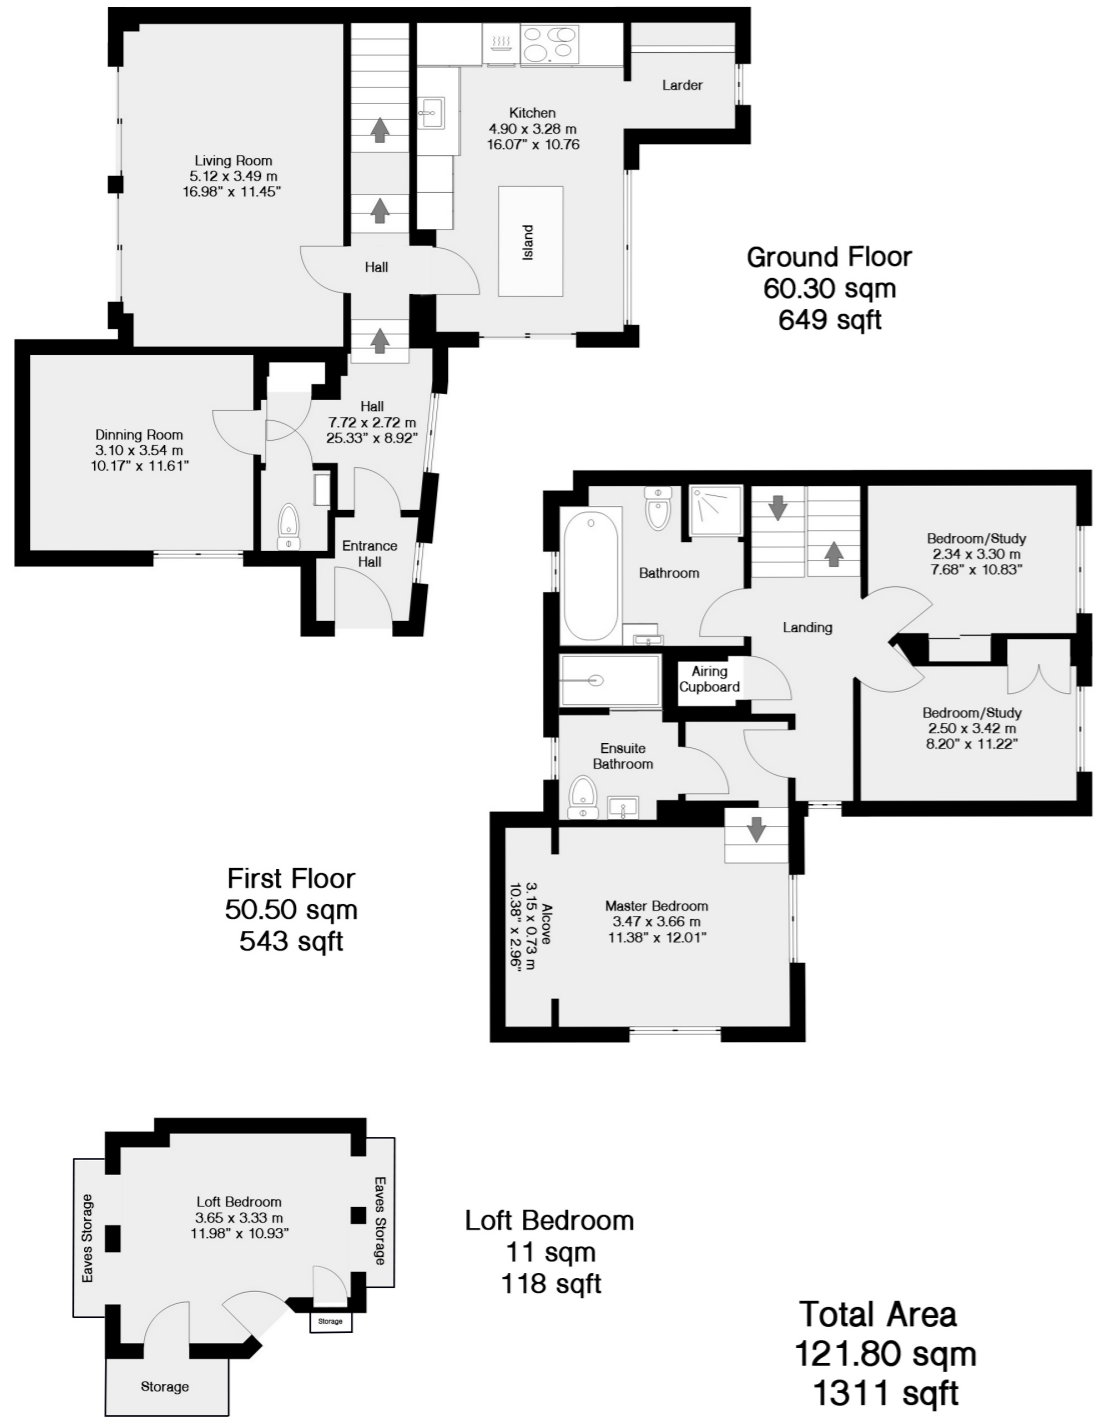 Larder
Kitchen
4.90 x 3.28 m
16.07" x 10.76
Living Room
5.12 x 3.49 m
16.98" x 11.45"
Island
Hall
Ground Floor
60.30 sqm
649 sqft
Hall
7.72 x 2.72 m
25.33" x 8.92"
Dinning Room
3.10 x 3.54 m
10.17" x 11.61"
Entrance
Hall
Bathroom
Bedroom/Study
2.34 x 3.30 m
7.68" x 10.83"
Landing
Airing
Cupboard
Bedroom/Study
2.50 x 3.42 m
8.20" x 11.22"
Ensuite
Bathroom
First Floor
50.50 sqm
543 sqft
Alcove
3.15 x 0.73 m
10.38" x 2.96"
Master Bedroom
3.47 x 3.66 m
11.38" x 12.01"
Eaves Storage
Loft Bedroom
3.65 x 3.33 m
11.98" x 10.93"
Eaves Storage
Storage
Storage
Loft Bedroom
11 sqm
118 sqft
Total Area
121.80 sqm
1311 sqft